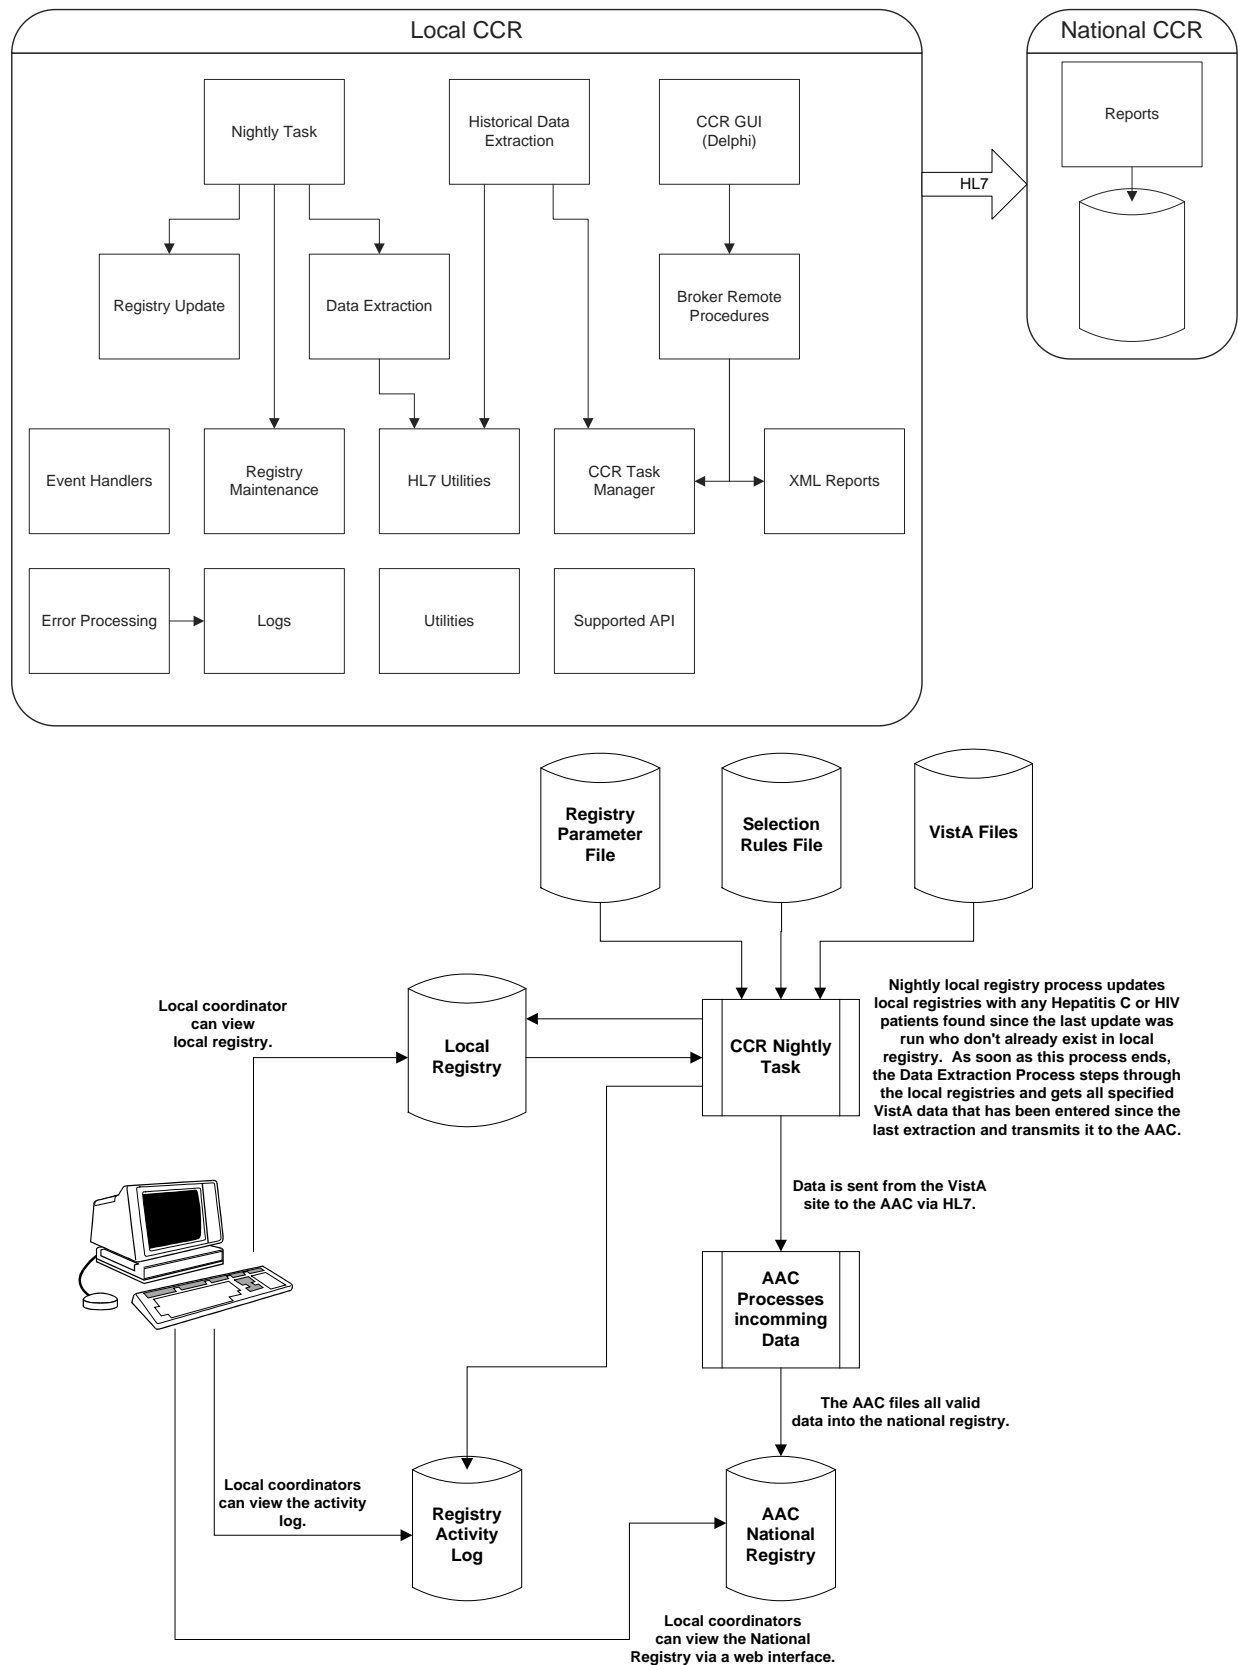 Local CCR
National CCR
Nightly Task
Historical Data
Extraction
CCR GUI
(Delphi)
Reports
HL7
Registry Update
Data Extraction
Broker Remote
Procedures
Event Handlers
Registry
Maintenance
HL7 Utilities
CCR Task
Manager
XML Reports
Error Processing
Logs
Utilities
Supported API
Registry
Parameter
File
Selection
Rules File
VistA Files
Local coordinator
can view
local registry.
Local
Registry
CCR Nightly
Task
Nightly local registry process updates
local registries with any Hepatitis C or HIV
patients found since the last update was
run who don't already exist in local
registry. As soon as this process ends,
the Data Extraction Process steps through
the local registries and gets all specified
VistA data that has been entered since the
last extraction and transmits it to the AAC.
Data is sent from the VistA
site to the AAC via HL7.
AAC
Processes
incomming
Data
The AAC files all valid
data into the national registry.
Local coordinators
can view the activity
log.
Registry
Activity
Log
AAC
National
Registry
Local coordinators
can view the National
Registry via a web interface.